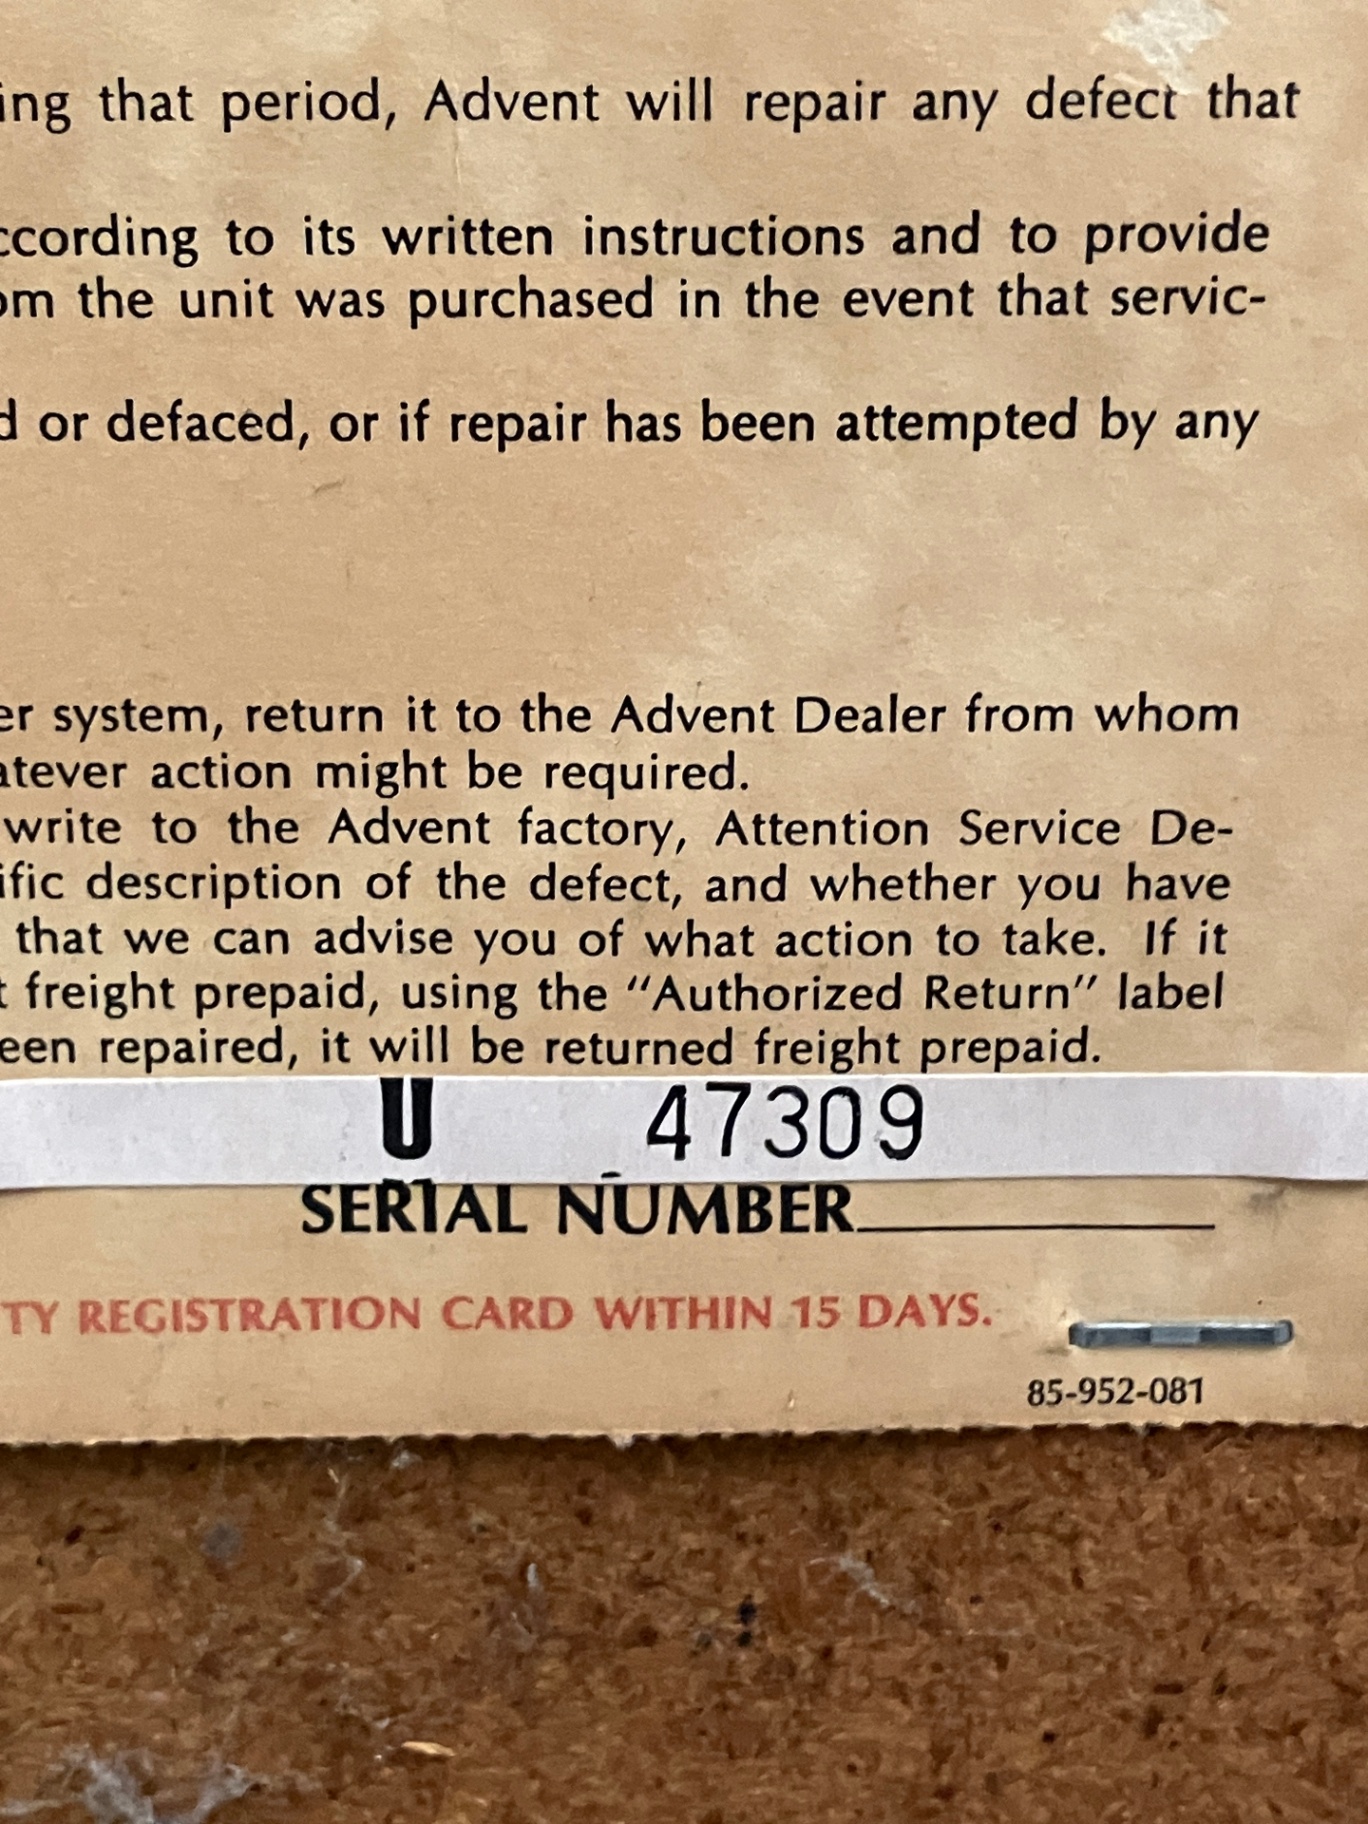 ing that period, Advent will repair any defect that
ccording to its written instructions and to provide
om the unit was purchased in the event that servic-
d or defaced, or if repair has been attempted by any
er system, return it to the Advent Dealer from whom
atever action might be required.
write to the Advent factory, Attention Service De-
ific description of the defect, and whether you have
that we can advise you of what action to take. If it
t freight prepaid, using the "Authorized Return" label
een repaired, it will be returned freight prepaid.
U 47309
SERIAL NUMBER
TY REGISTRATION CARD WITHIN 15 DAYS.
85-952-081